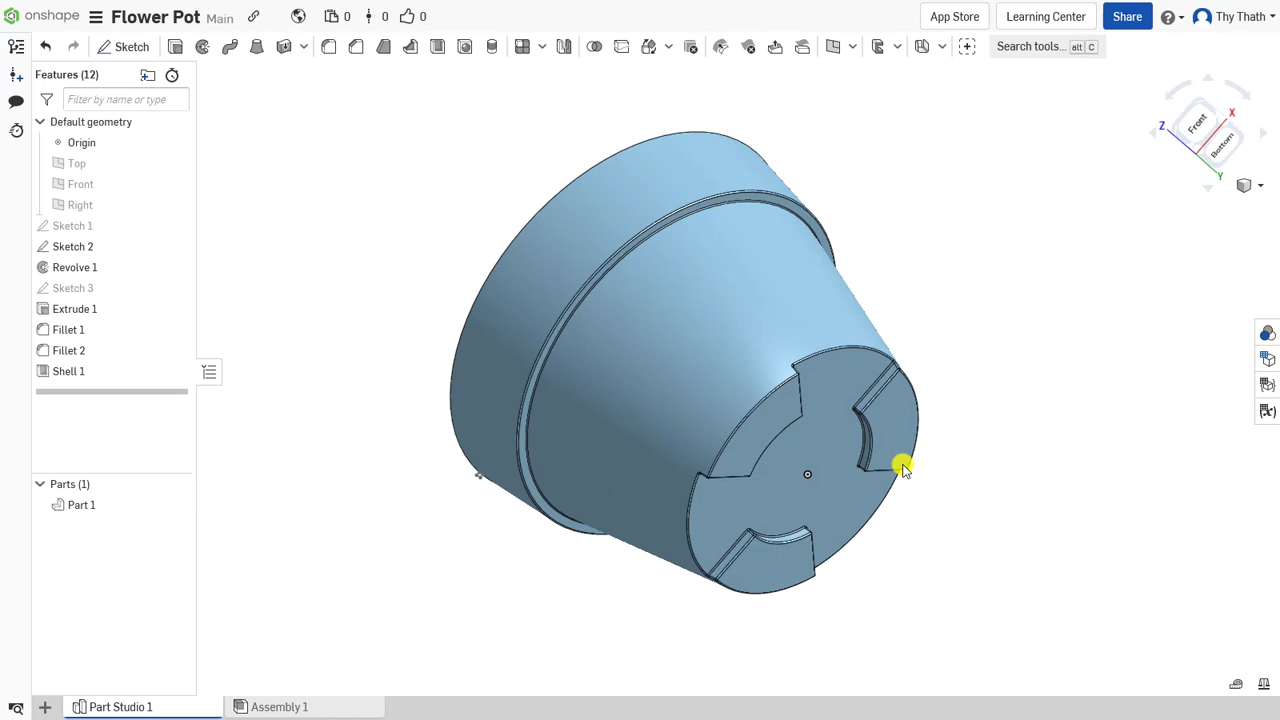 onshape Flower Pot Main 0 0 0 App Store Learning Center Share Thy Thath
Sketch Search tools... alt C
Features (12)
Filter by name or type
Default geometry
Origin
Top
Front
Right
Sketch 1
Sketch 2
Revolve 1
Sketch 3
Extrude 1
Fillet 1
Fillet 2
Shell 1
Parts (1)
Part 1
X
Z
Front
Bottom
Y
Part Studio 1 Assembly 1